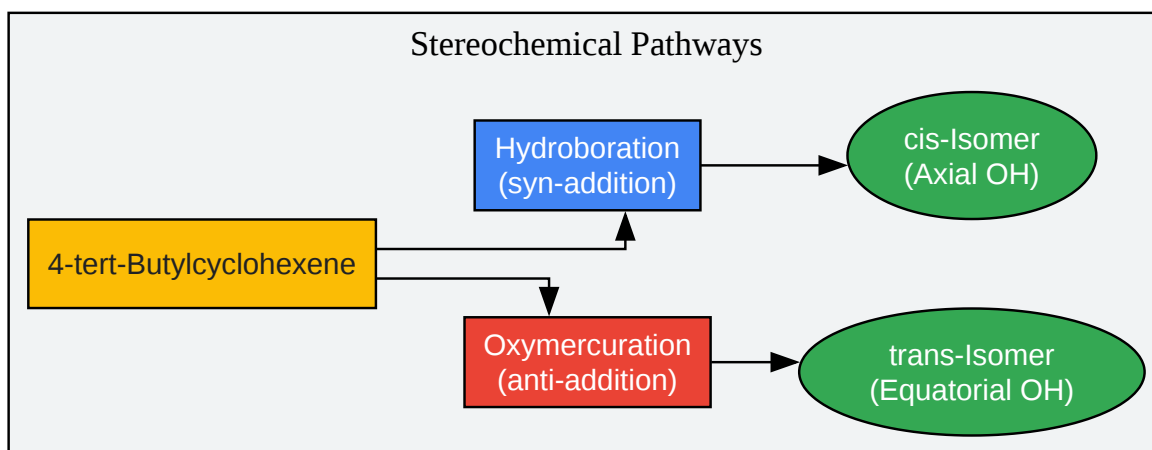 Stereochemical Pathways
Hydroboration
(syn-addition)
cis-Isomer
(Axial OH)
4-tert-Butylcyclohexene
Oxymercuration
(anti-addition)
trans-Isomer
(Equatorial OH)